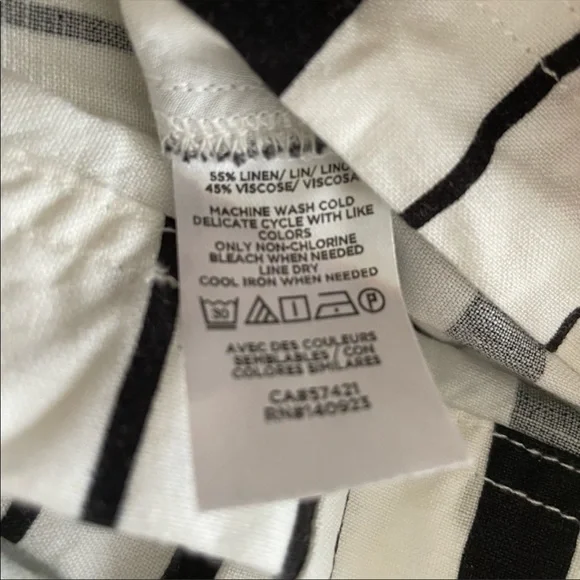 55% LINEN/ LIN/ LINO
45% VISCOSE/ VISCOSA
MACHINE WASH COLD
DELICATE CYCLE WITH LIKE
COLORS
ONLY NON-CHLORINE
BLEACH WHEN NEEDED
LINE DRY
COOL IRON WHEN NEEDED
30 P
AVEC DES COULEURS
SEMBLABLES / CON
COLORES SIMILARES
CA#57421
RN#140923